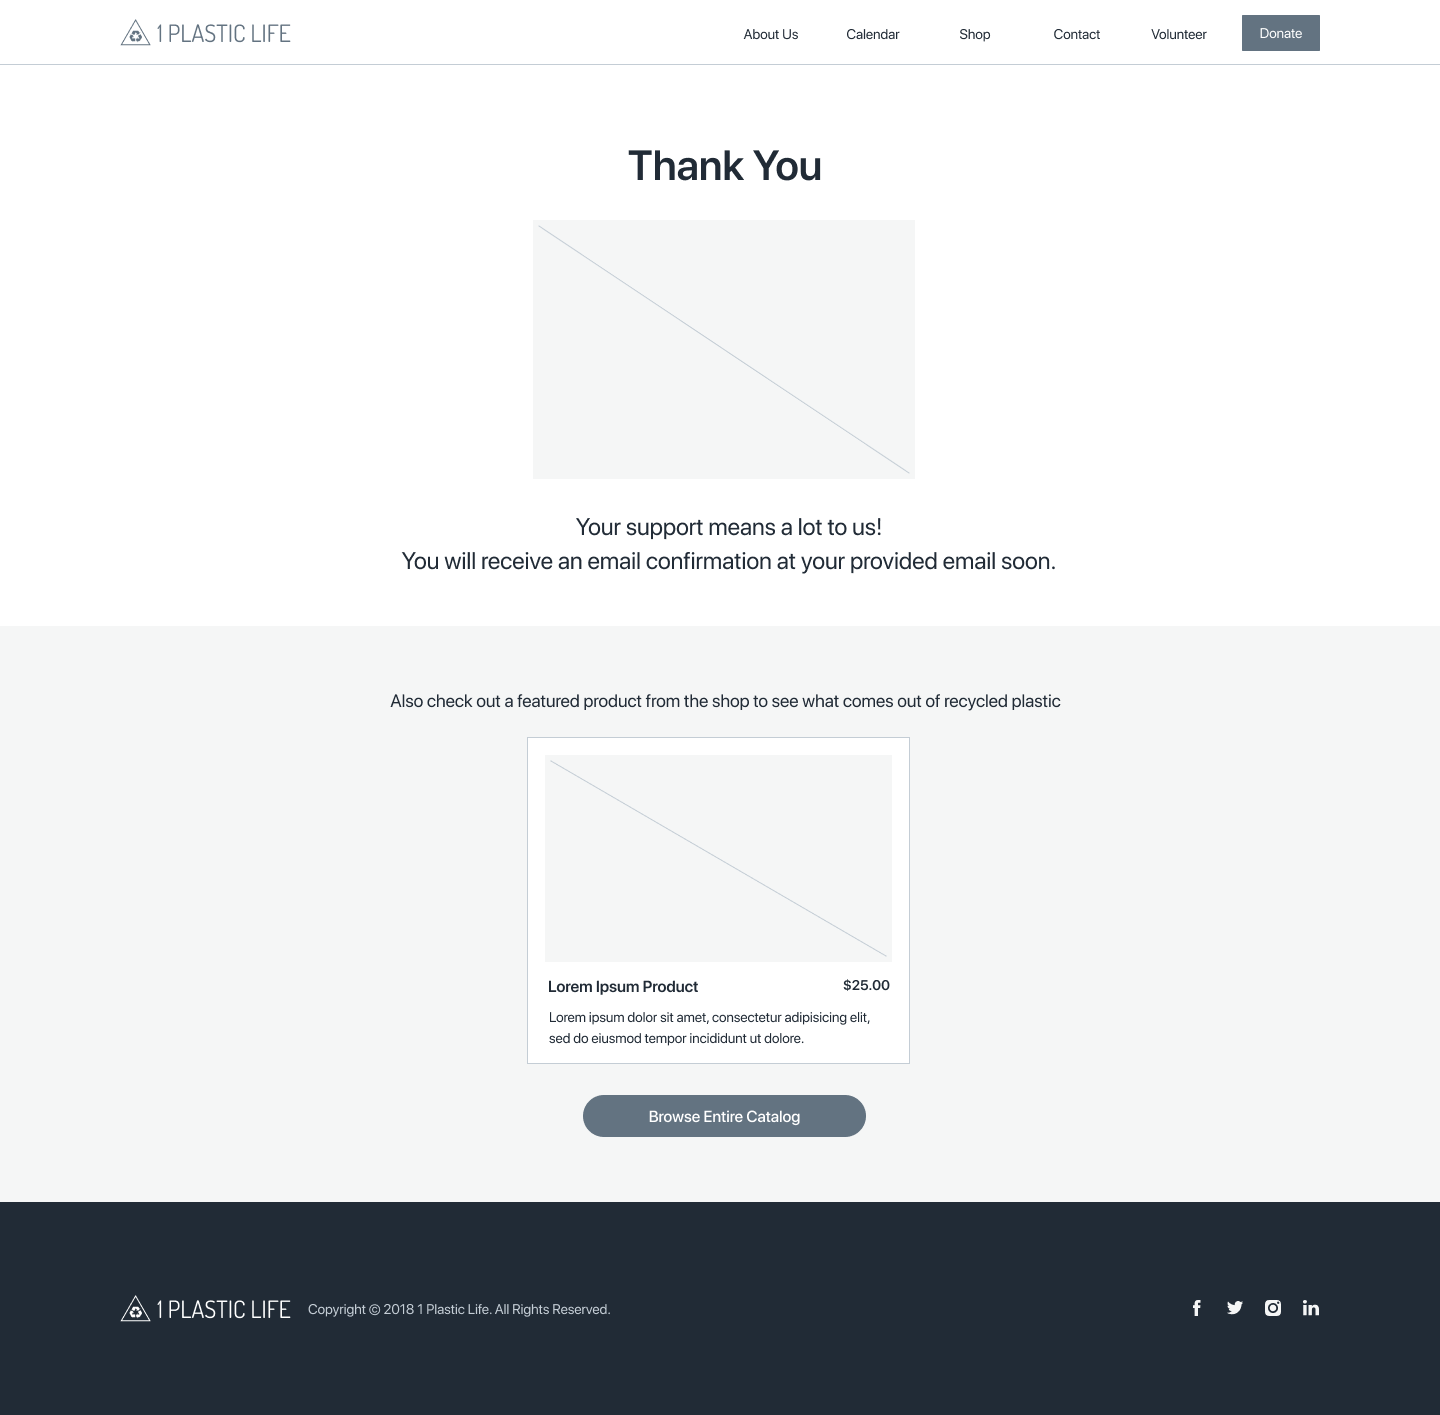 1 PLASTIC LIFE
About Us
Calendar
Shop
Contact
Volunteer
Donate
Thank You
Your support means a lot to us!
You will receive an email confirmation at your provided email soon.
Also check out a featured product from the shop to see what comes out of recycled plastic
Lorem Ipsum Product
$25.00
Lorem ipsum dolor sit amet, consectetur adipisicing elit,
sed do eiusmod tempor incididunt ut dolore.
Browse Entire Catalog
1 PLASTIC LIFE
Copyright © 2018 1 Plastic Life. All Rights Reserved.